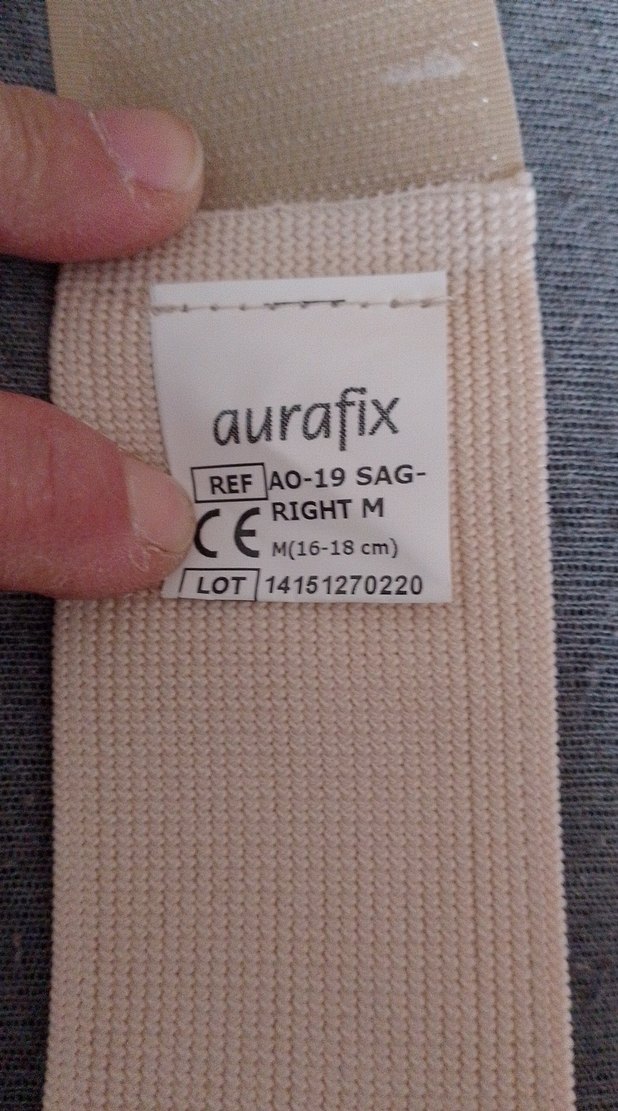 aurafix
REF AO-19 SAG-
RIGHT M
CE M(16-18 cm)
LOT 14151270220